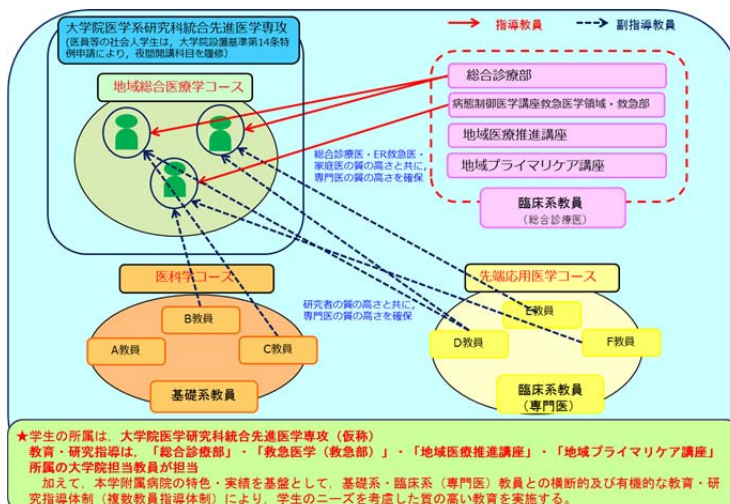 大学院医学系研究科統合先進医学専攻
(医員等の社会人学生は，大学院設置基準第14条特
例申請により，夜間開講科目を履修)
指導教員
副指導教員
地域総合医療学コース
総合診療部
病態制御医学講座救急医学領域・救急部
地域医療推進講座
地域プライマリケア講座
臨床系教員
(総合診療医)
総合診療医・ER救急医・
家庭医の質の高さと共に，
専門医の質の高さを確保
医科学コース
先端応用医学コース
研究者の質の高さと共に，
専門医の質の高さを確保
B教員
A教員
C教員
基礎系教員
E教員
D教員
F教員
臨床系教員
(専門医)
★学生の所属は，大学院医学研究科統合先進医学専攻（仮称）
教育・研究指導は，「総合診療部」・「救急医学（救急部）」・「地域医療推進講座」・「地域プライマリケア講座」
所属の大学院担当教員が担当
加えて，本学附属病院の特色・実績を基盤として，基礎系・臨床系（専門医）教員との横断的及び有機的な教育・研
究指導体制（複数教員指導体制）により，学生のニーズを考慮した質の高い教育を実施する。